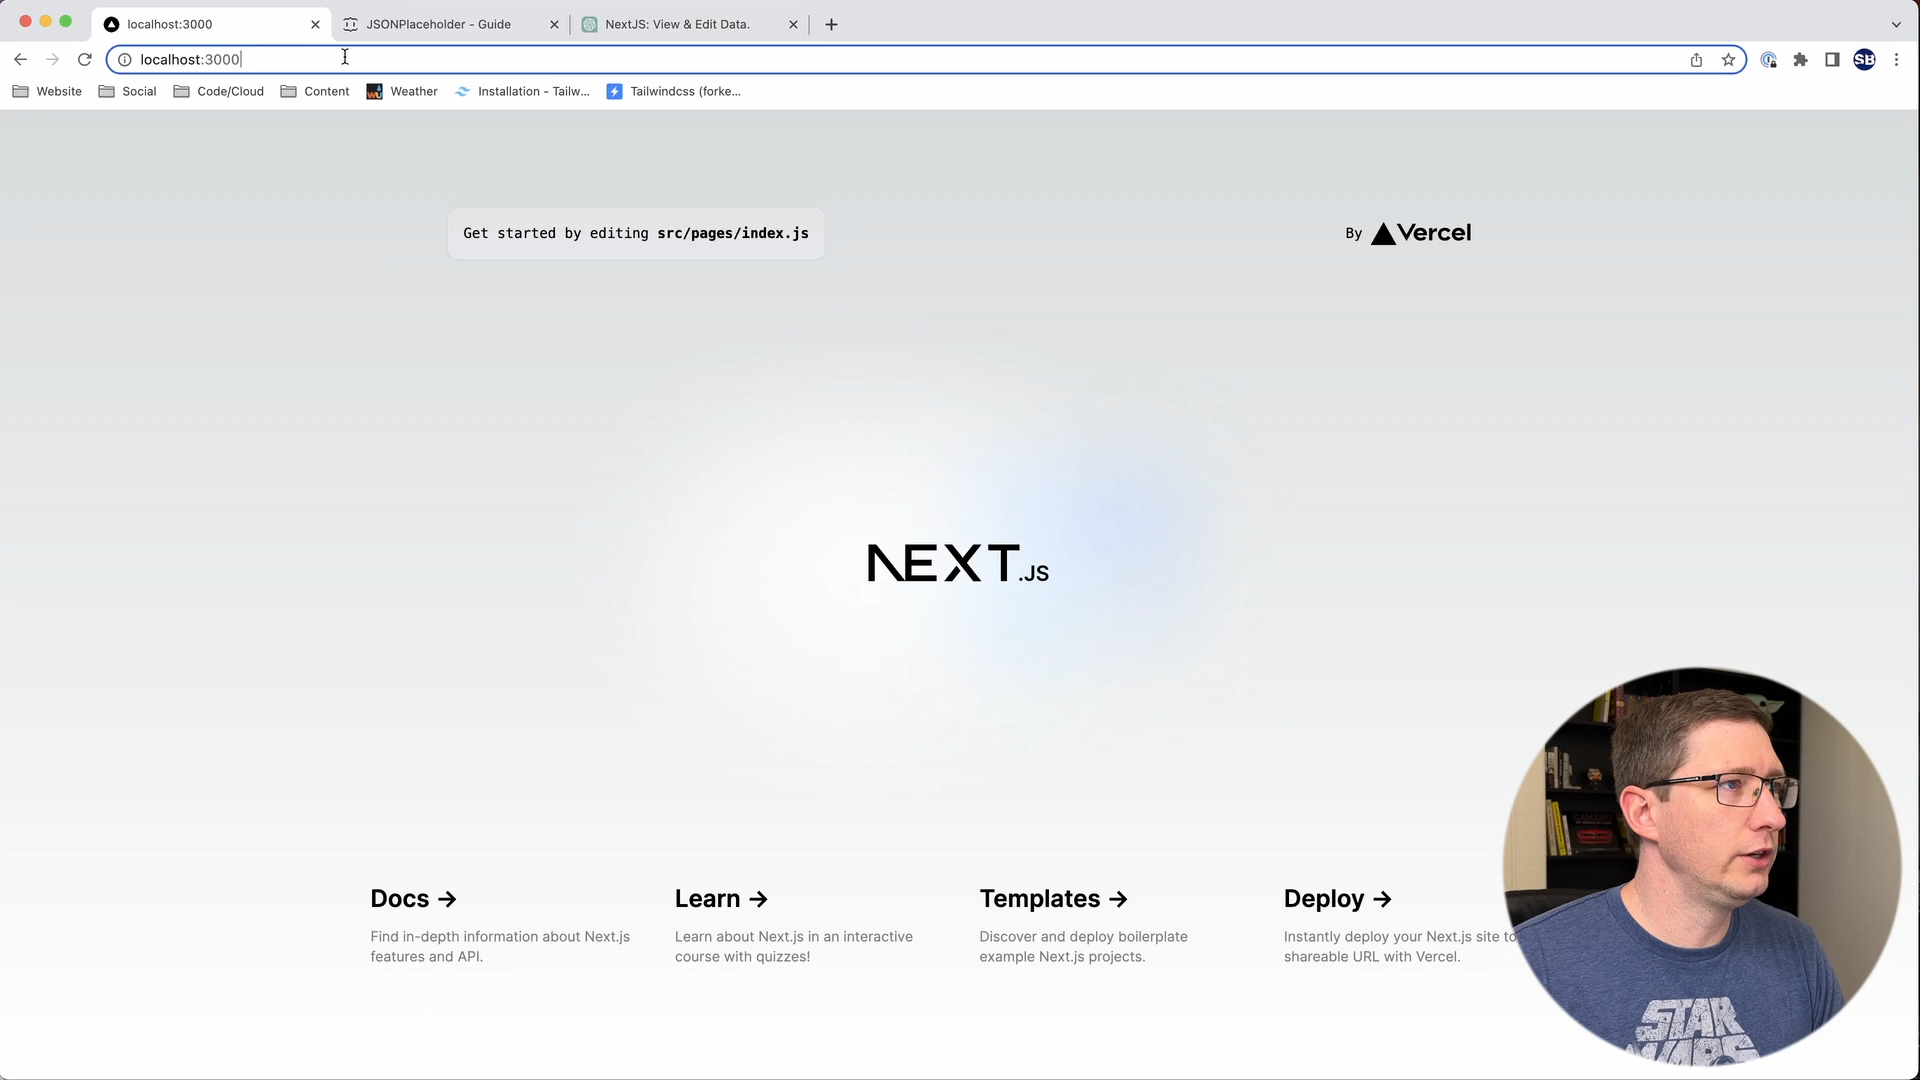 localhost:3000
JSONPlaceholder - Guide
NextJS: View & Edit Data.
localhost:3000
SB
Website
Social
Code/Cloud
Content
Weather
Installation - Tailw...
Tailwindcss (forke...
Get started by editing src/pages/index.js
By Vercel
NEXT.JS
Docs ->
Learn ->
Templates ->
Deploy ->
Find in-depth information about Next.js
features and API.
Learn about Next.js in an interactive
course with quizzes!
Discover and deploy boilerplate
example Next.js projects.
Instantly deploy your Next.js site to
shareable URL with Vercel.
STAR
WARS